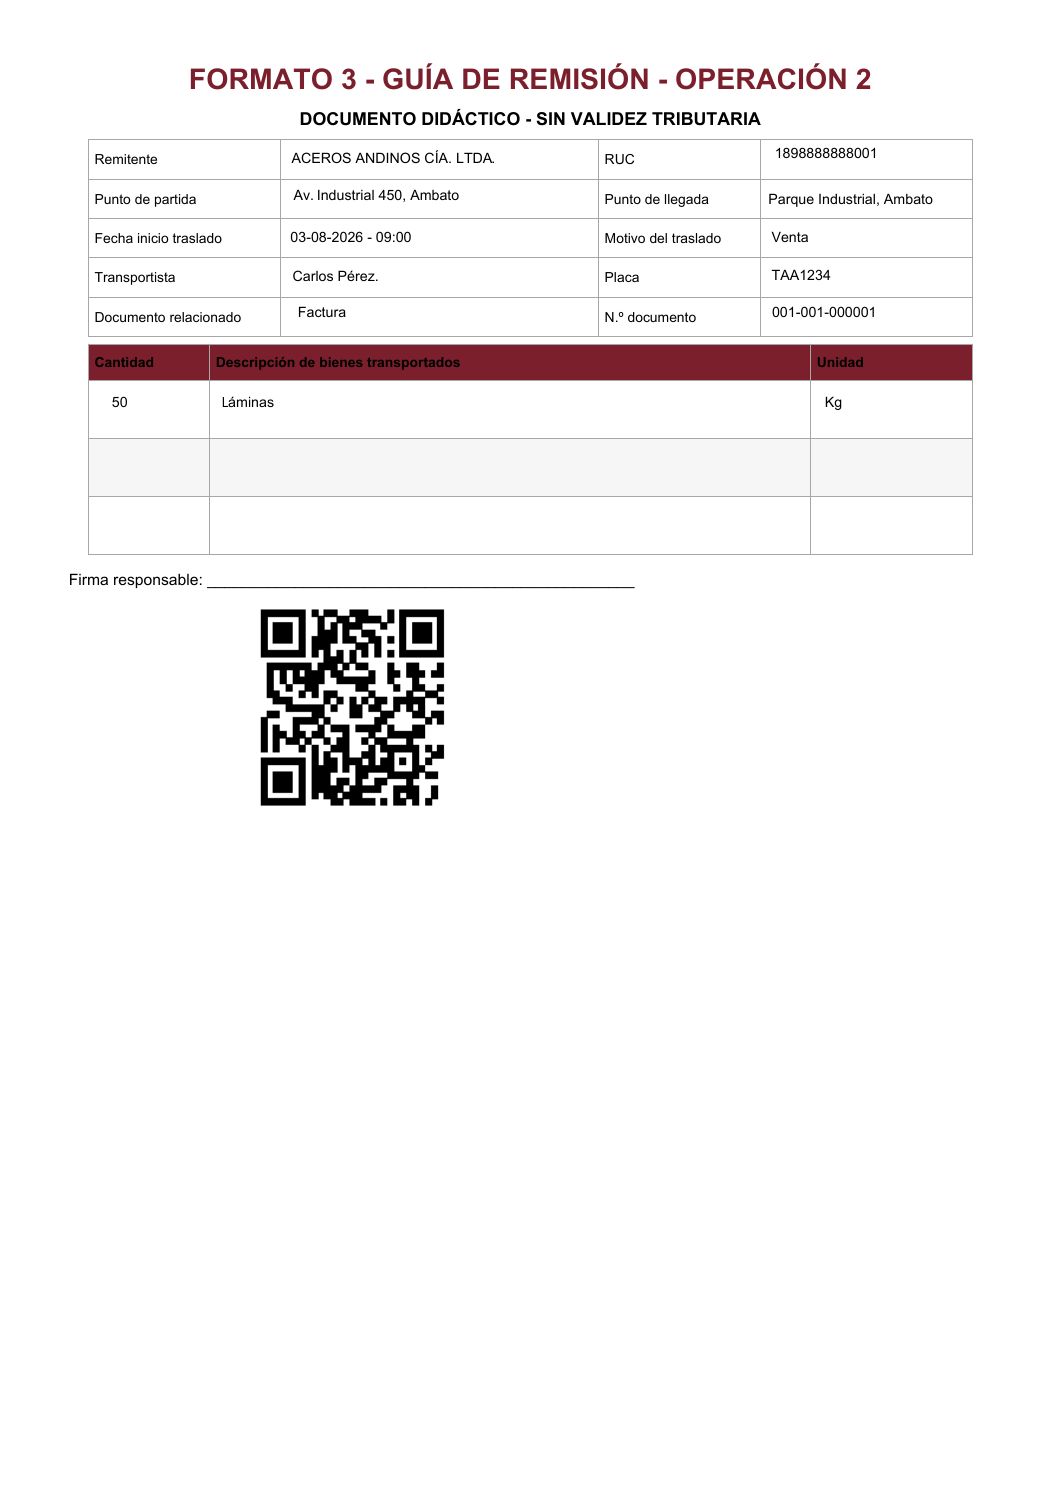 FORMATO 3 - GUÍA DE REMISIÓN - OPERACIÓN 2
DOCUMENTO DIDÁCTICO - SIN VALIDEZ TRIBUTARIA
Remitente ACEROS ANDINOS CÍA. LTDA. RUC 1898888888001
Punto de partida Av. Industrial 450, Ambato Punto de llegada Parque Industrial, Ambato
Fecha inicio traslado 03-08-2026 - 09:00 Motivo del traslado Venta
Transportista Carlos Pérez. Placa TAA1234
Documento relacionado Factura N.º documento 001-001-000001
Cantidad Descripción de bienes transportados Unidad
50 Láminas Kg
Firma responsable: ______________________________________________